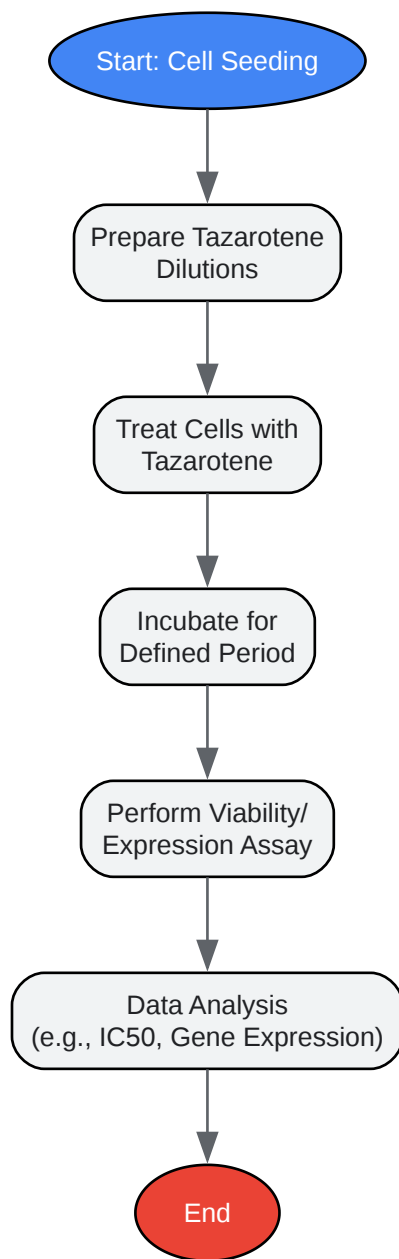 Start: Cell Seeding
Prepare Tazarotene
Dilutions
Treat Cells with
Tazarotene
Incubate for
Defined Period
Perform Viability/
Expression Assay
Data Analysis
(e.g., IC50, Gene Expression)
End